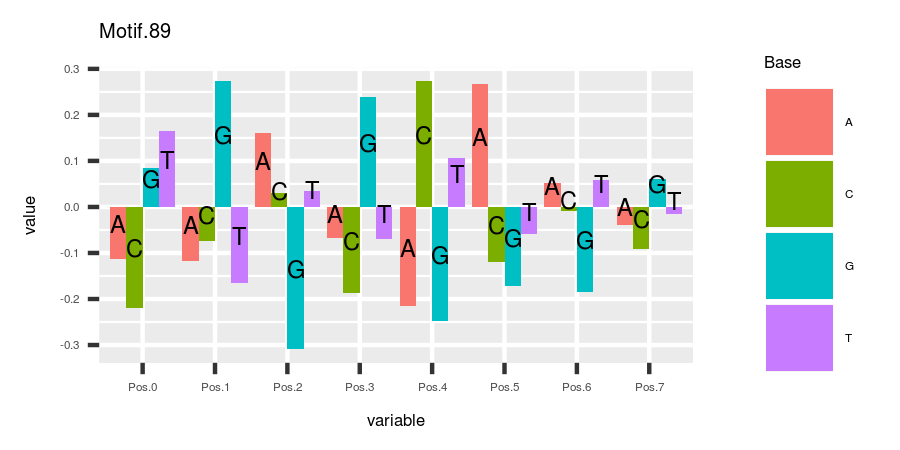 Motif.89
value
0.3
0.2
0.1
0.0
-0.1
-0.2
-0.3
A C G T A C G T A C G T A C G T A C G T A C G T A C G T A C G T
Pos.0 Pos.1 Pos.2 Pos.3 Pos.4 Pos.5 Pos.6 Pos.7
variable
Base
A
C
G
T